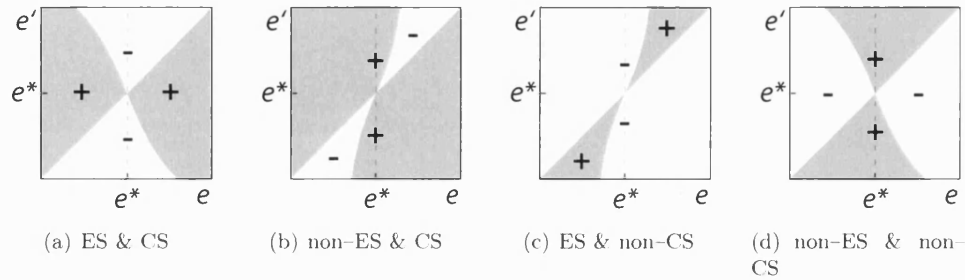 e′ e′ e′ e′
+ - + - + - + - + - + - + - + -
e* e* e* e*
e* e e* e e* e e* e
(a) ES & CS (b) non–ES & CS (c) ES & non–CS (d) non-ES & non-
CS